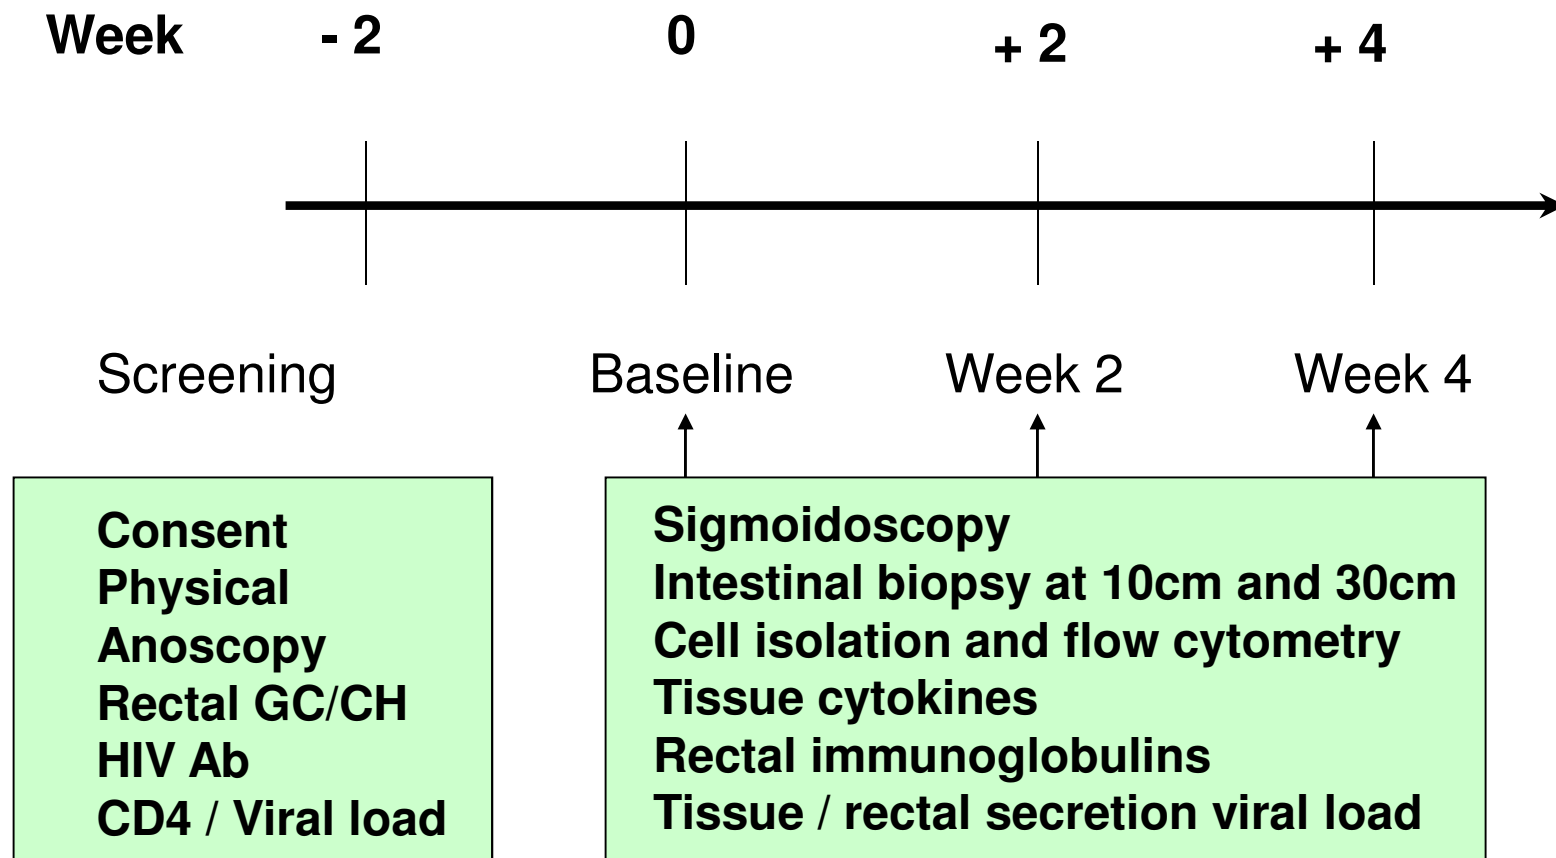 Week - 2 0 + 2 + 4
Screening Baseline Week 2 Week 4
Consent
Physical
Anoscopy
Rectal GC/CH
HIV Ab
CD4 / Viral load
Sigmoidoscopy
Intestinal biopsy at 10cm and 30cm
Cell isolation and flow cytometry
Tissue cytokines
Rectal immunoglobulins
Tissue / rectal secretion viral load